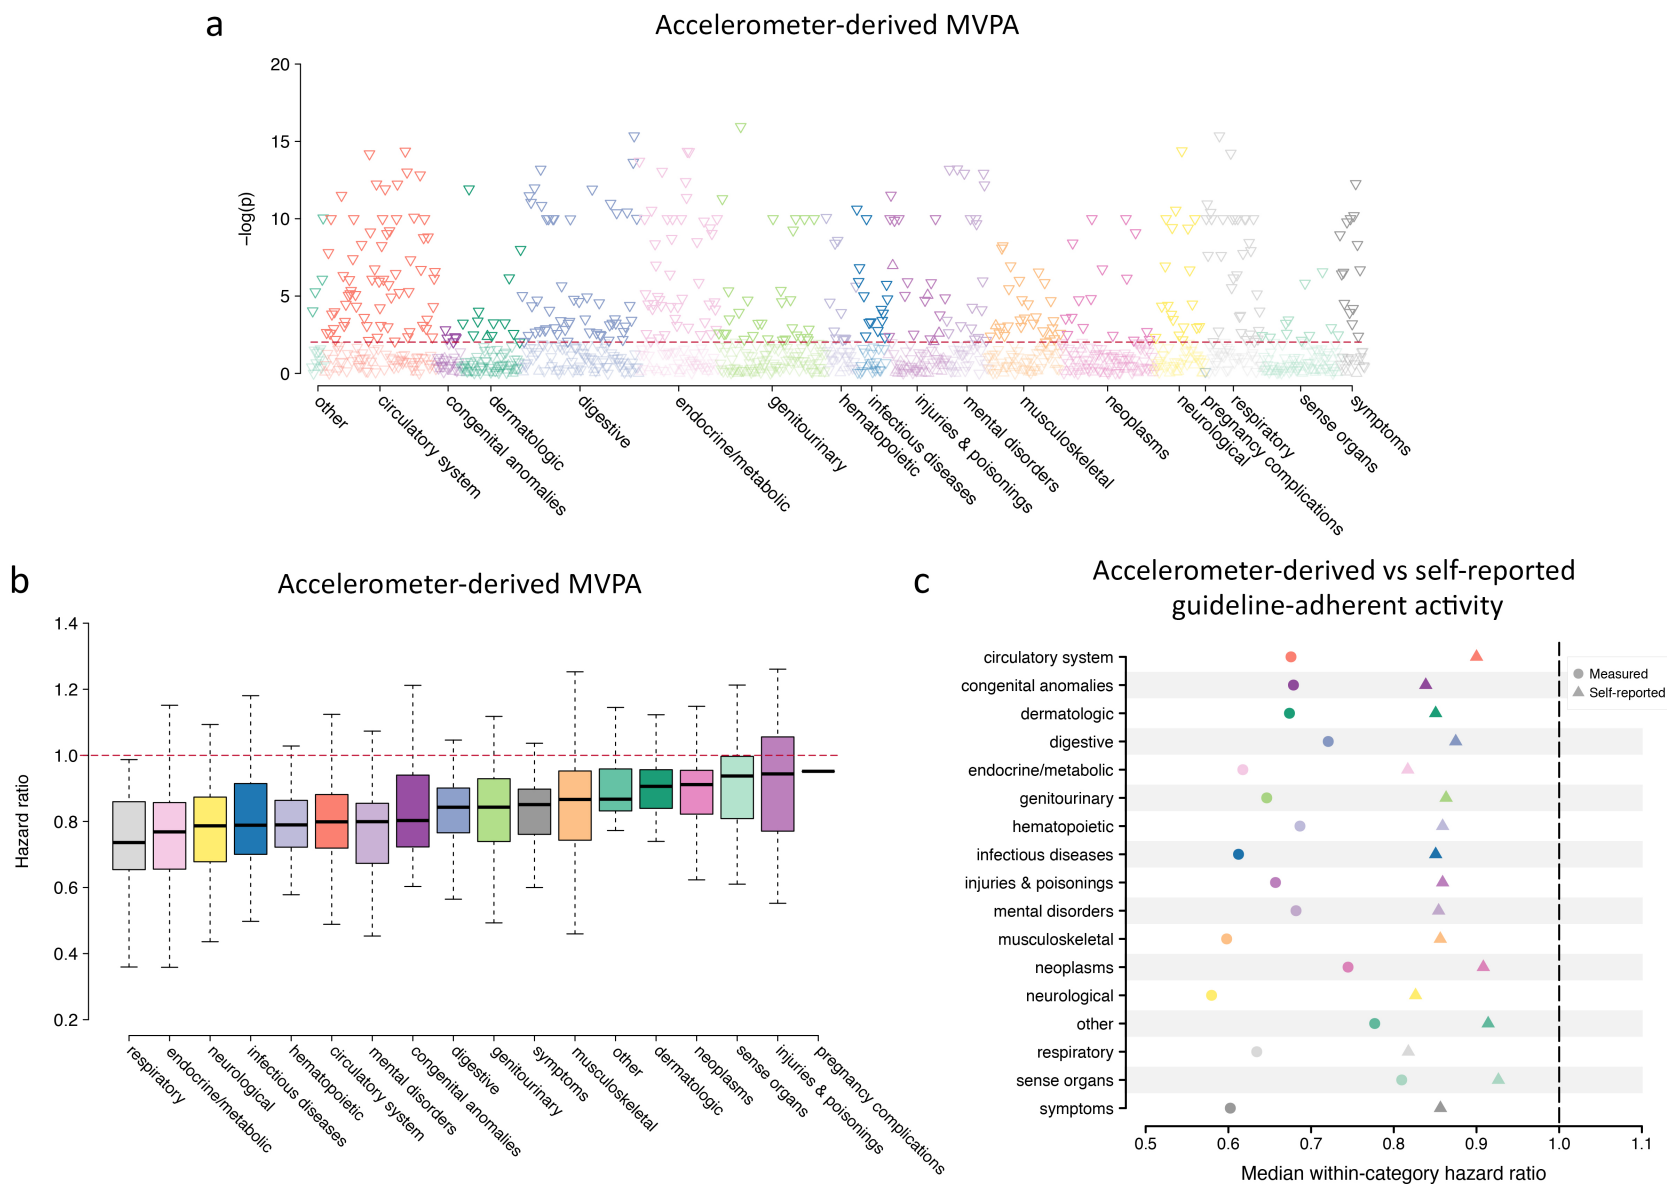 a
Accelerometer-derived MVPA
20
15
10
5
0
−log(p)
other
circulatory system
congenital anomalies
dermatologic
digestive
endocrine/metabolic
genitourinary
hematopoietic
infectious diseases
injuries & poisonings
mental disorders
musculoskeletal
neoplasms
neurological
pregnancy complications
respiratory
sense organs
symptoms
b
Accelerometer-derived MVPA
1.4
1.2
1.0
0.8
0.6
0.4
0.2
Hazard ratio
respiratory
endocrine/metabolic
neurological
infectious diseases
hematopoietic
circulatory system
mental disorders
congenital anomalies
digestive
genitourinary
symptoms
musculoskeletal
other
dermatologic
neoplasms
sense organs
injuries & poisonings
pregnancy complications
c
Accelerometer-derived vs self-reported
guideline-adherent activity
circulatory system
congenital anomalies
dermatologic
digestive
endocrine/metabolic
genitourinary
hematopoietic
infectious diseases
injuries & poisonings
mental disorders
musculoskeletal
neoplasms
neurological
other
respiratory
sense organs
symptoms
Measured
Self-reported
0.5 0.6 0.7 0.8 0.9 1.0 1.1
Median within-category hazard ratio